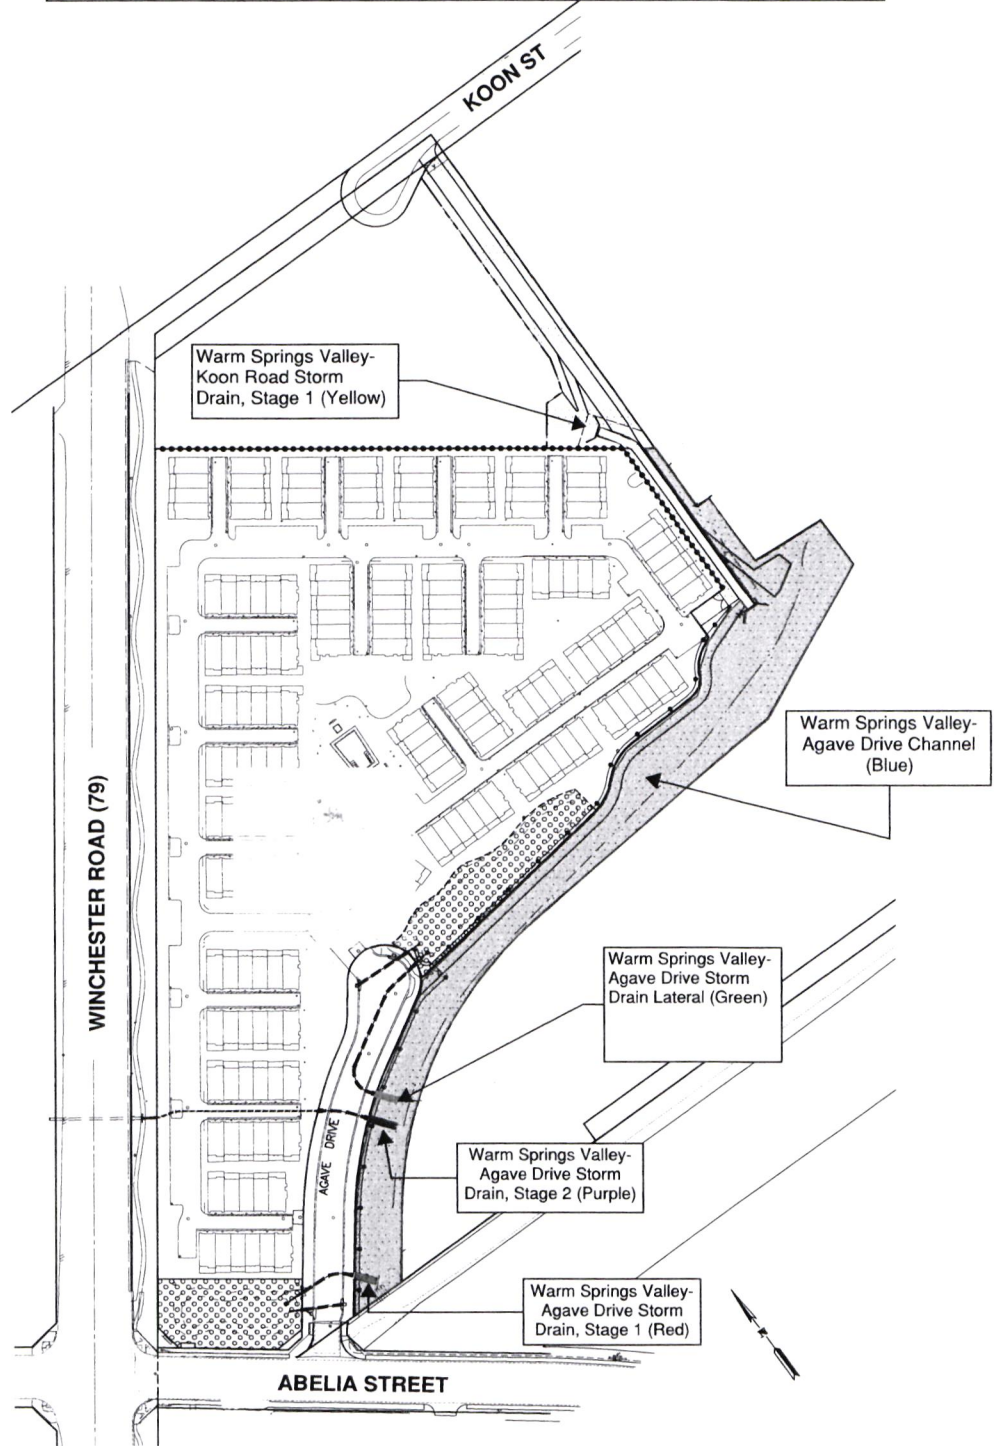 KOON ST
Warm Springs Valley-
Koon Road Storm
Drain, Stage 1 (Yellow)
Warm Springs Valley-
Agave Drive Channel
(Blue)
WINCHESTER ROAD (79)
Warm Springs Valley-
Agave Drive Storm
Drain Lateral (Green)
AGAVE DRIVE
Warm Springs Valley-
Agave Drive Storm
Drain, Stage 2 (Purple)
Warm Springs Valley-
Agave Drive Storm
Drain, Stage 1 (Red)
ABELIA STREET